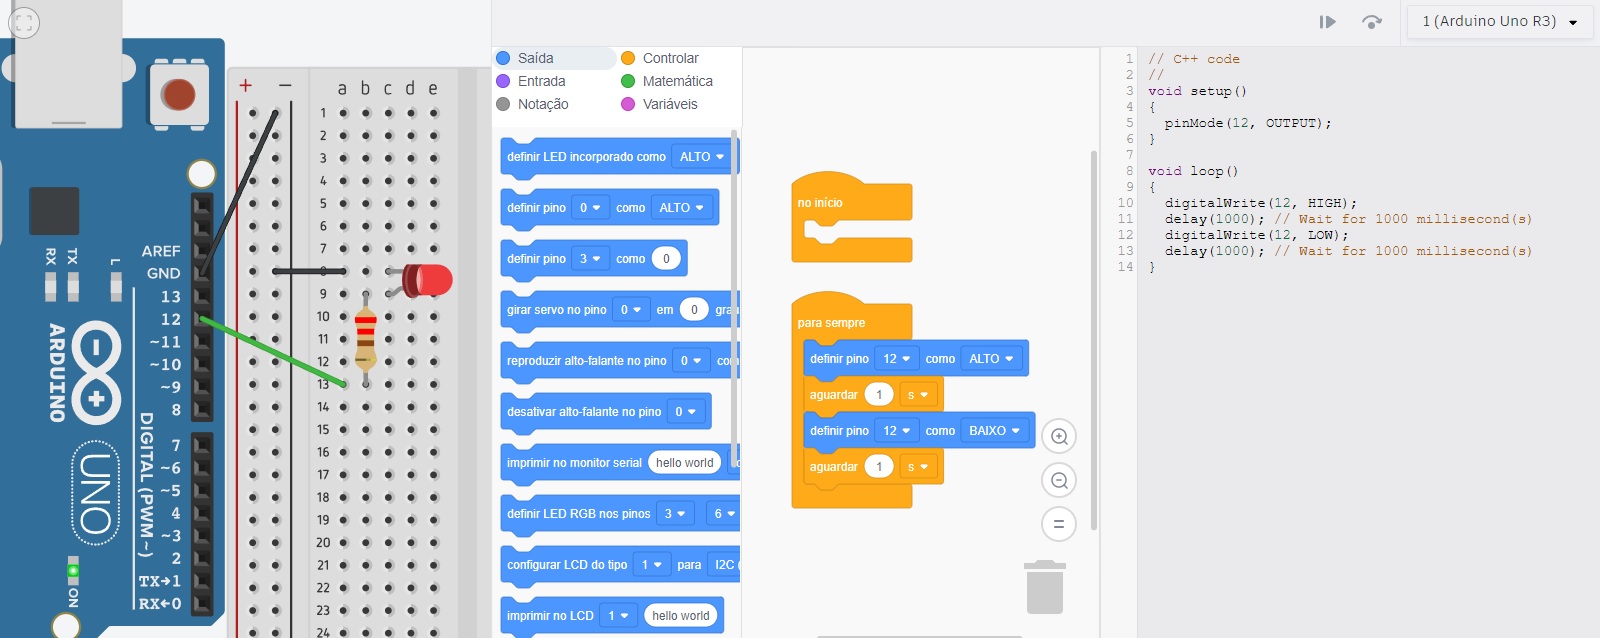 1 (Arduino Uno R3)
AREF
GND
13
12
~11
~10
~9
8
7
~6
~5
4
~3
2
TX→1
RX←0
DIGITAL (PWM~)
RX
TX
L
ARDUINO
UNO
ON
+ −
a b c d e
1
2
3
4
5
6
7
9
10
11
12
13
14
15
16
17
18
19
20
21
22
23
24
Saída
Controlar
Entrada
Matemática
Notação
Variáveis
definir LED incorporado como ALTO
definir pino 0 como ALTO
definir pino 3 como 0
girar servo no pino 0 em 0 gra
reproduzir alto-falante no pino 0 con
desativar alto-falante no pino 0
imprimir no monitor serial hello world
definir LED RGB nos pinos 3 6
configurar LCD do tipo 1 para I2C (
imprimir no LCD 1 hello world
no início
para sempre
definir pino 12 como ALTO
aguardar 1 s
definir pino 12 como BAIXO
aguardar 1 s
1 // C++ code
2 //
3 void setup()
4 {
5 pinMode(12, OUTPUT);
6 }
7
8 void loop()
9 {
10 digitalWrite(12, HIGH);
11 delay(1000); // Wait for 1000 millisecond(s)
12 digitalWrite(12, LOW);
13 delay(1000); // Wait for 1000 millisecond(s)
14 }